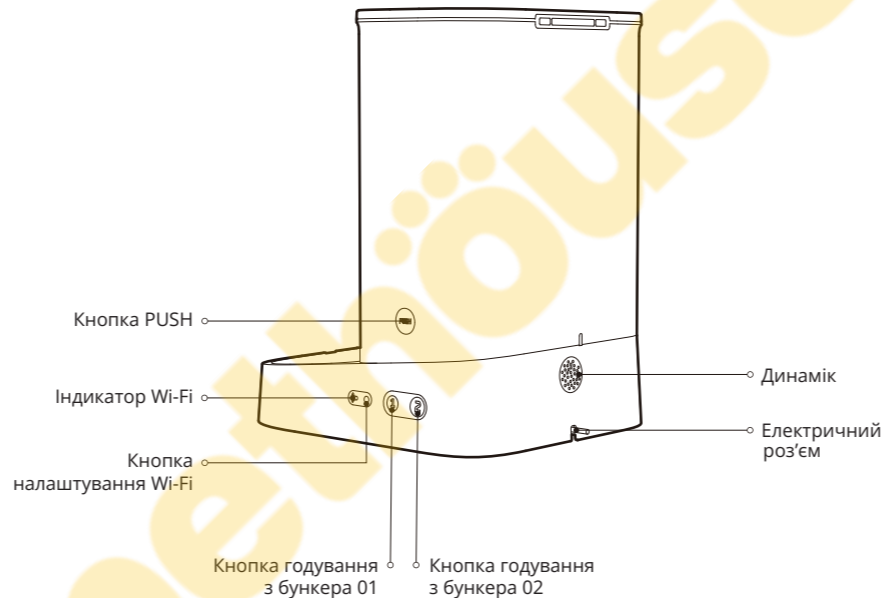 Кнопка PUSH
Індикатор Wi-Fi
Кнопка
налаштування Wi-Fi
Кнопка годування
з бункера 01
Кнопка годування
з бункера 02
Динамік
Електричний
роз’єм
PUSH